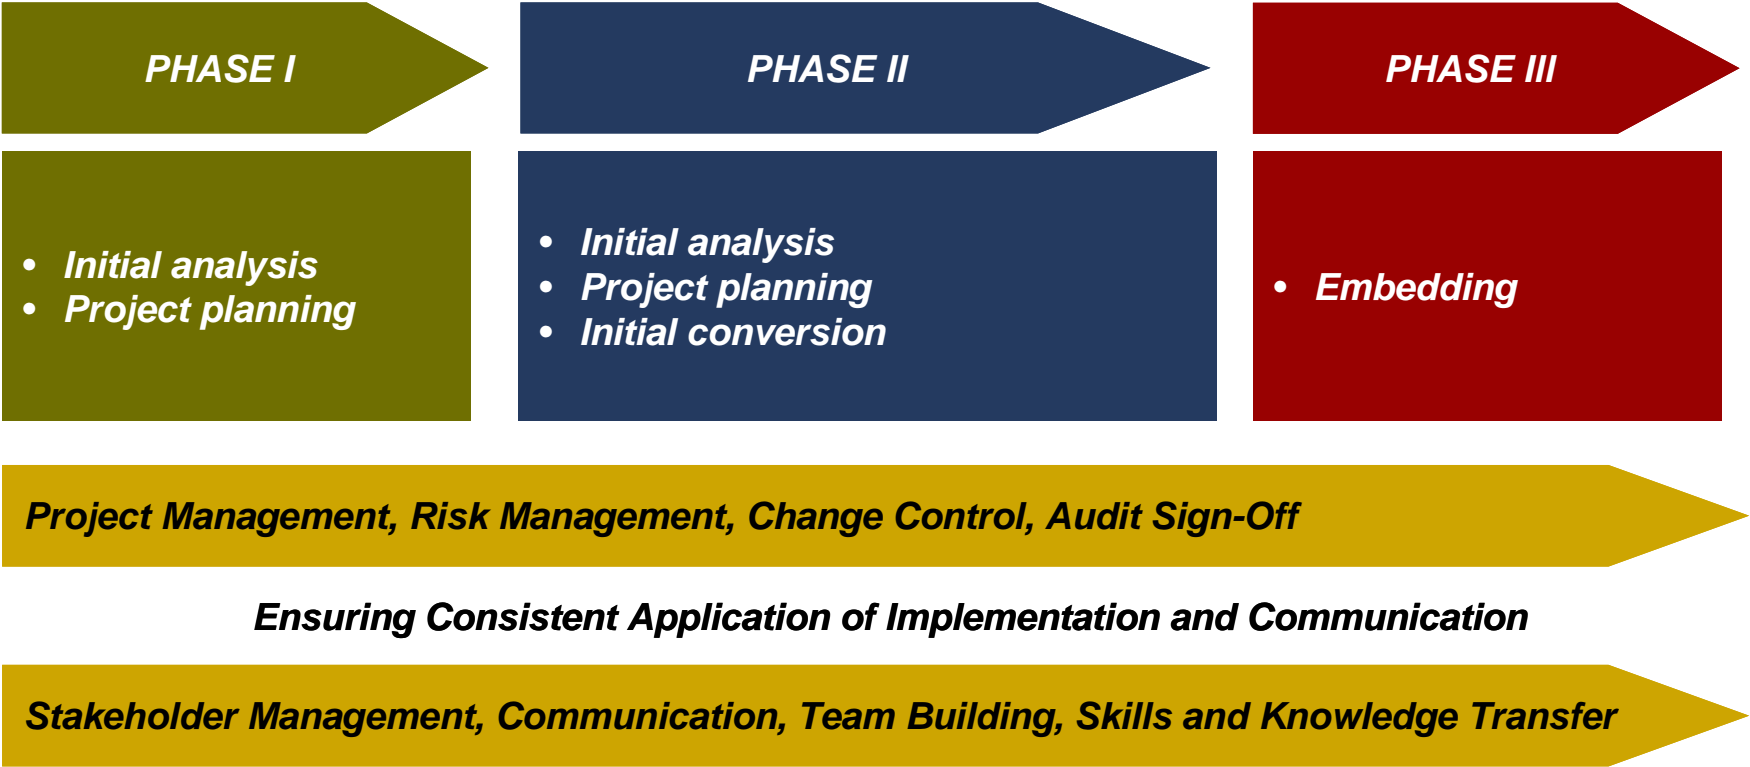 PHASE I
PHASE II
PHASE III
• Initial analysis
• Project planning
• Initial analysis
• Project planning
• Initial conversion
• Embedding
Project Management, Risk Management, Change Control, Audit Sign-Off
Ensuring Consistent Application of Implementation and Communication
Stakeholder Management, Communication, Team Building, Skills and Knowledge Transfer